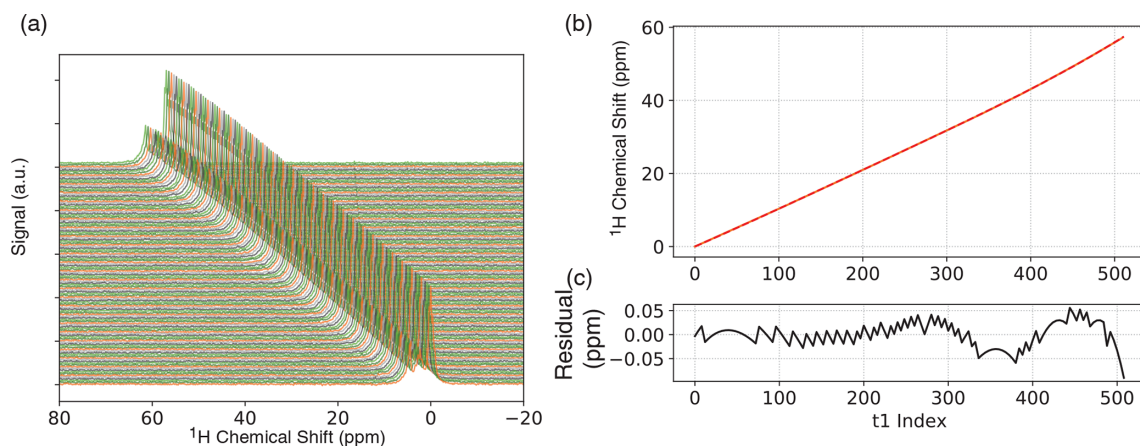 (a)
Signal (a.u.)
80 60 40 20 0 −20
¹H Chemical Shift (ppm)
(b)
¹H Chemical Shift (ppm)
60
40
20
0
0 100 200 300 400 500
(c)
Residual
(ppm)
0.05
0.00
−0.05
0 100 200 300 400 500
t1 Index